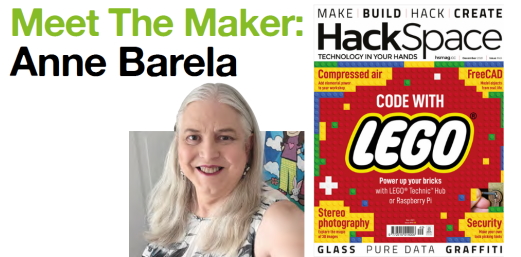 Meet The Maker:
Anne Barela
MAKE BUILD HACK CREATE
HackSpace
TECHNOLOGY IN YOUR HANDS
Compressed air
FreeCAD
CODE WITH
LEGO
Power up your bricks
with LEGO® Technic™ Hub
or Raspberry Pi
Stereo
photography
Security
GLASS PURE DATA GRAFFITI